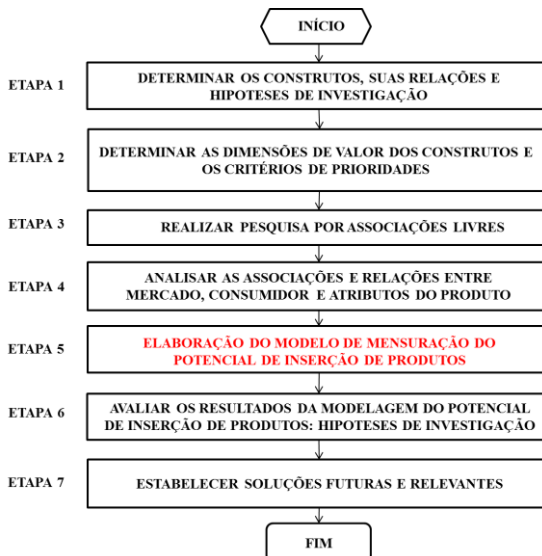 INÍCIO
ETAPA 1
DETERMINAR OS CONSTRUTOS, SUAS RELAÇÕES E
HIPOTESES DE INVESTIGAÇÃO
ETAPA 2
DETERMINAR AS DIMENSÕES DE VALOR DOS CONSTRUTOS E
OS CRITÉRIOS DE PRIORIDADES
ETAPA 3
REALIZAR PESQUISA POR ASSOCIAÇÕES LIVRES
ETAPA 4
ANALISAR AS ASSOCIAÇÕES E RELAÇÕES ENTRE
MERCADO, CONSUMIDOR E ATRIBUTOS DO PRODUTO
ETAPA 5
ELABORAÇÃO DO MODELO DE MENSURAÇÃO DO
POTENCIAL DE INSERÇÃO DE PRODUTOS
ETAPA 6
AVALIAR OS RESULTADOS DA MODELAGEM DO POTENCIAL
DE INSERÇÃO DE PRODUTOS: HIPOTESES DE INVESTIGAÇÃO
ETAPA 7
ESTABELECER SOLUÇÕES FUTURAS E RELEVANTES
FIM